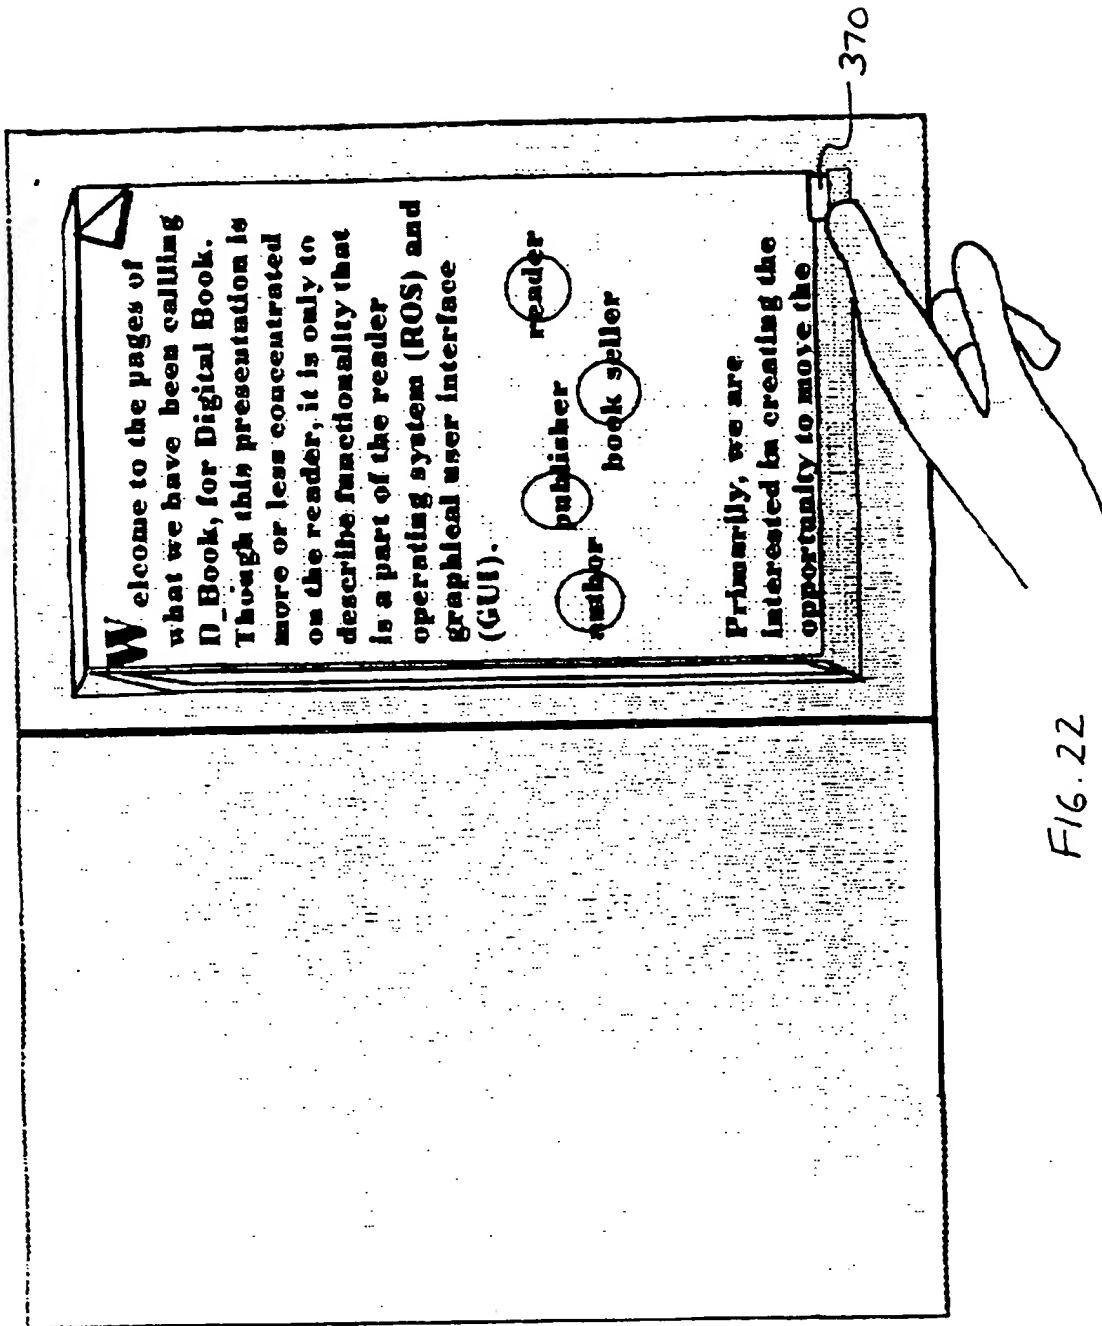 Welcome to the pages of
what we have been calling
D_Book, for Digital Book.
Though this presentation is
more or less concentrated
on the reader, it is only to
describe functionality that
is a part of the reader
operating system (ROS) and
graphical user interface
(GUI).
author
publisher
book seller
reader
Primarily, we are
interested in creating the
opportunity to move the
370
FIG. 22